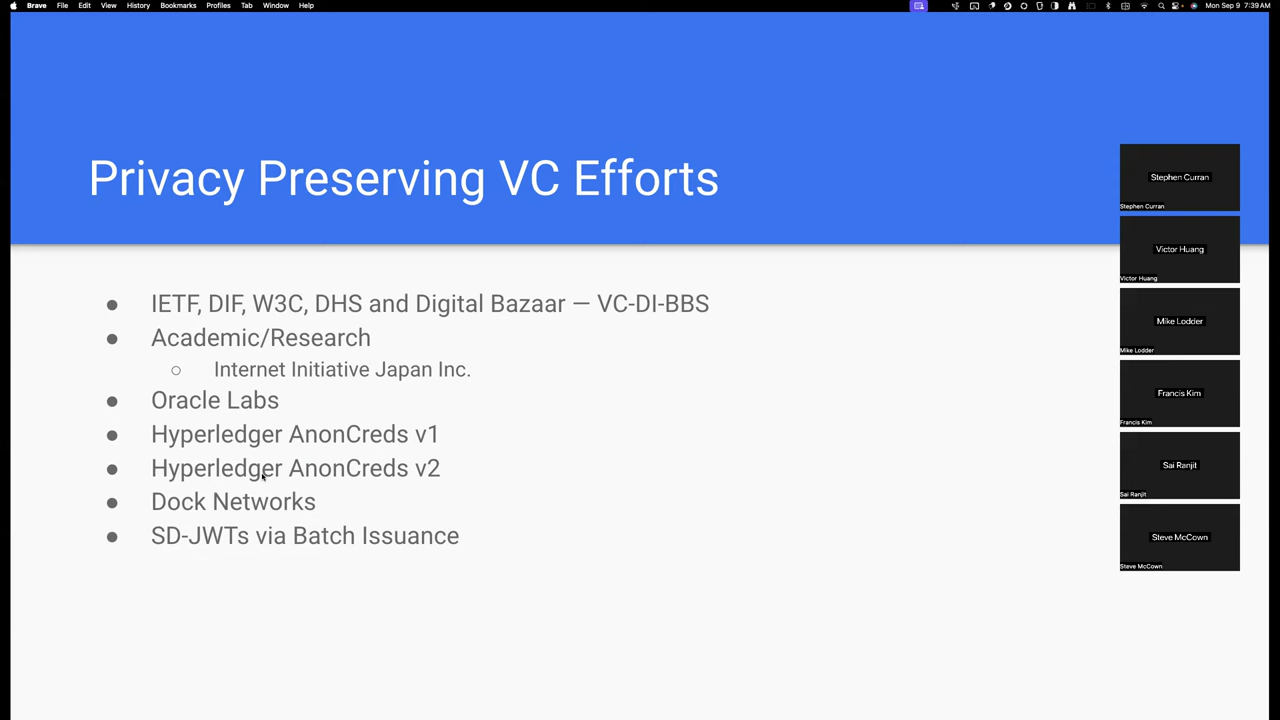 Brave File Edit View History Bookmarks Profiles Tab Window Help Mon Sep 9 7:39 AM
Privacy Preserving VC Efforts
● IETF, DIF, W3C, DHS and Digital Bazaar — VC-DI-BBS
● Academic/Research
○ Internet Initiative Japan Inc.
● Oracle Labs
● Hyperledger AnonCreds v1
● Hyperledger AnonCreds v2
● Dock Networks
● SD-JWTs via Batch Issuance
Stephen Curran
Stephen Curran
Victor Huang
Victor Huang
Mike Lodder
Mike Lodder
Francis Kim
Francis Kim
Sai Ranjit
Sai Ranjit
Steve McCown
Steve McCown